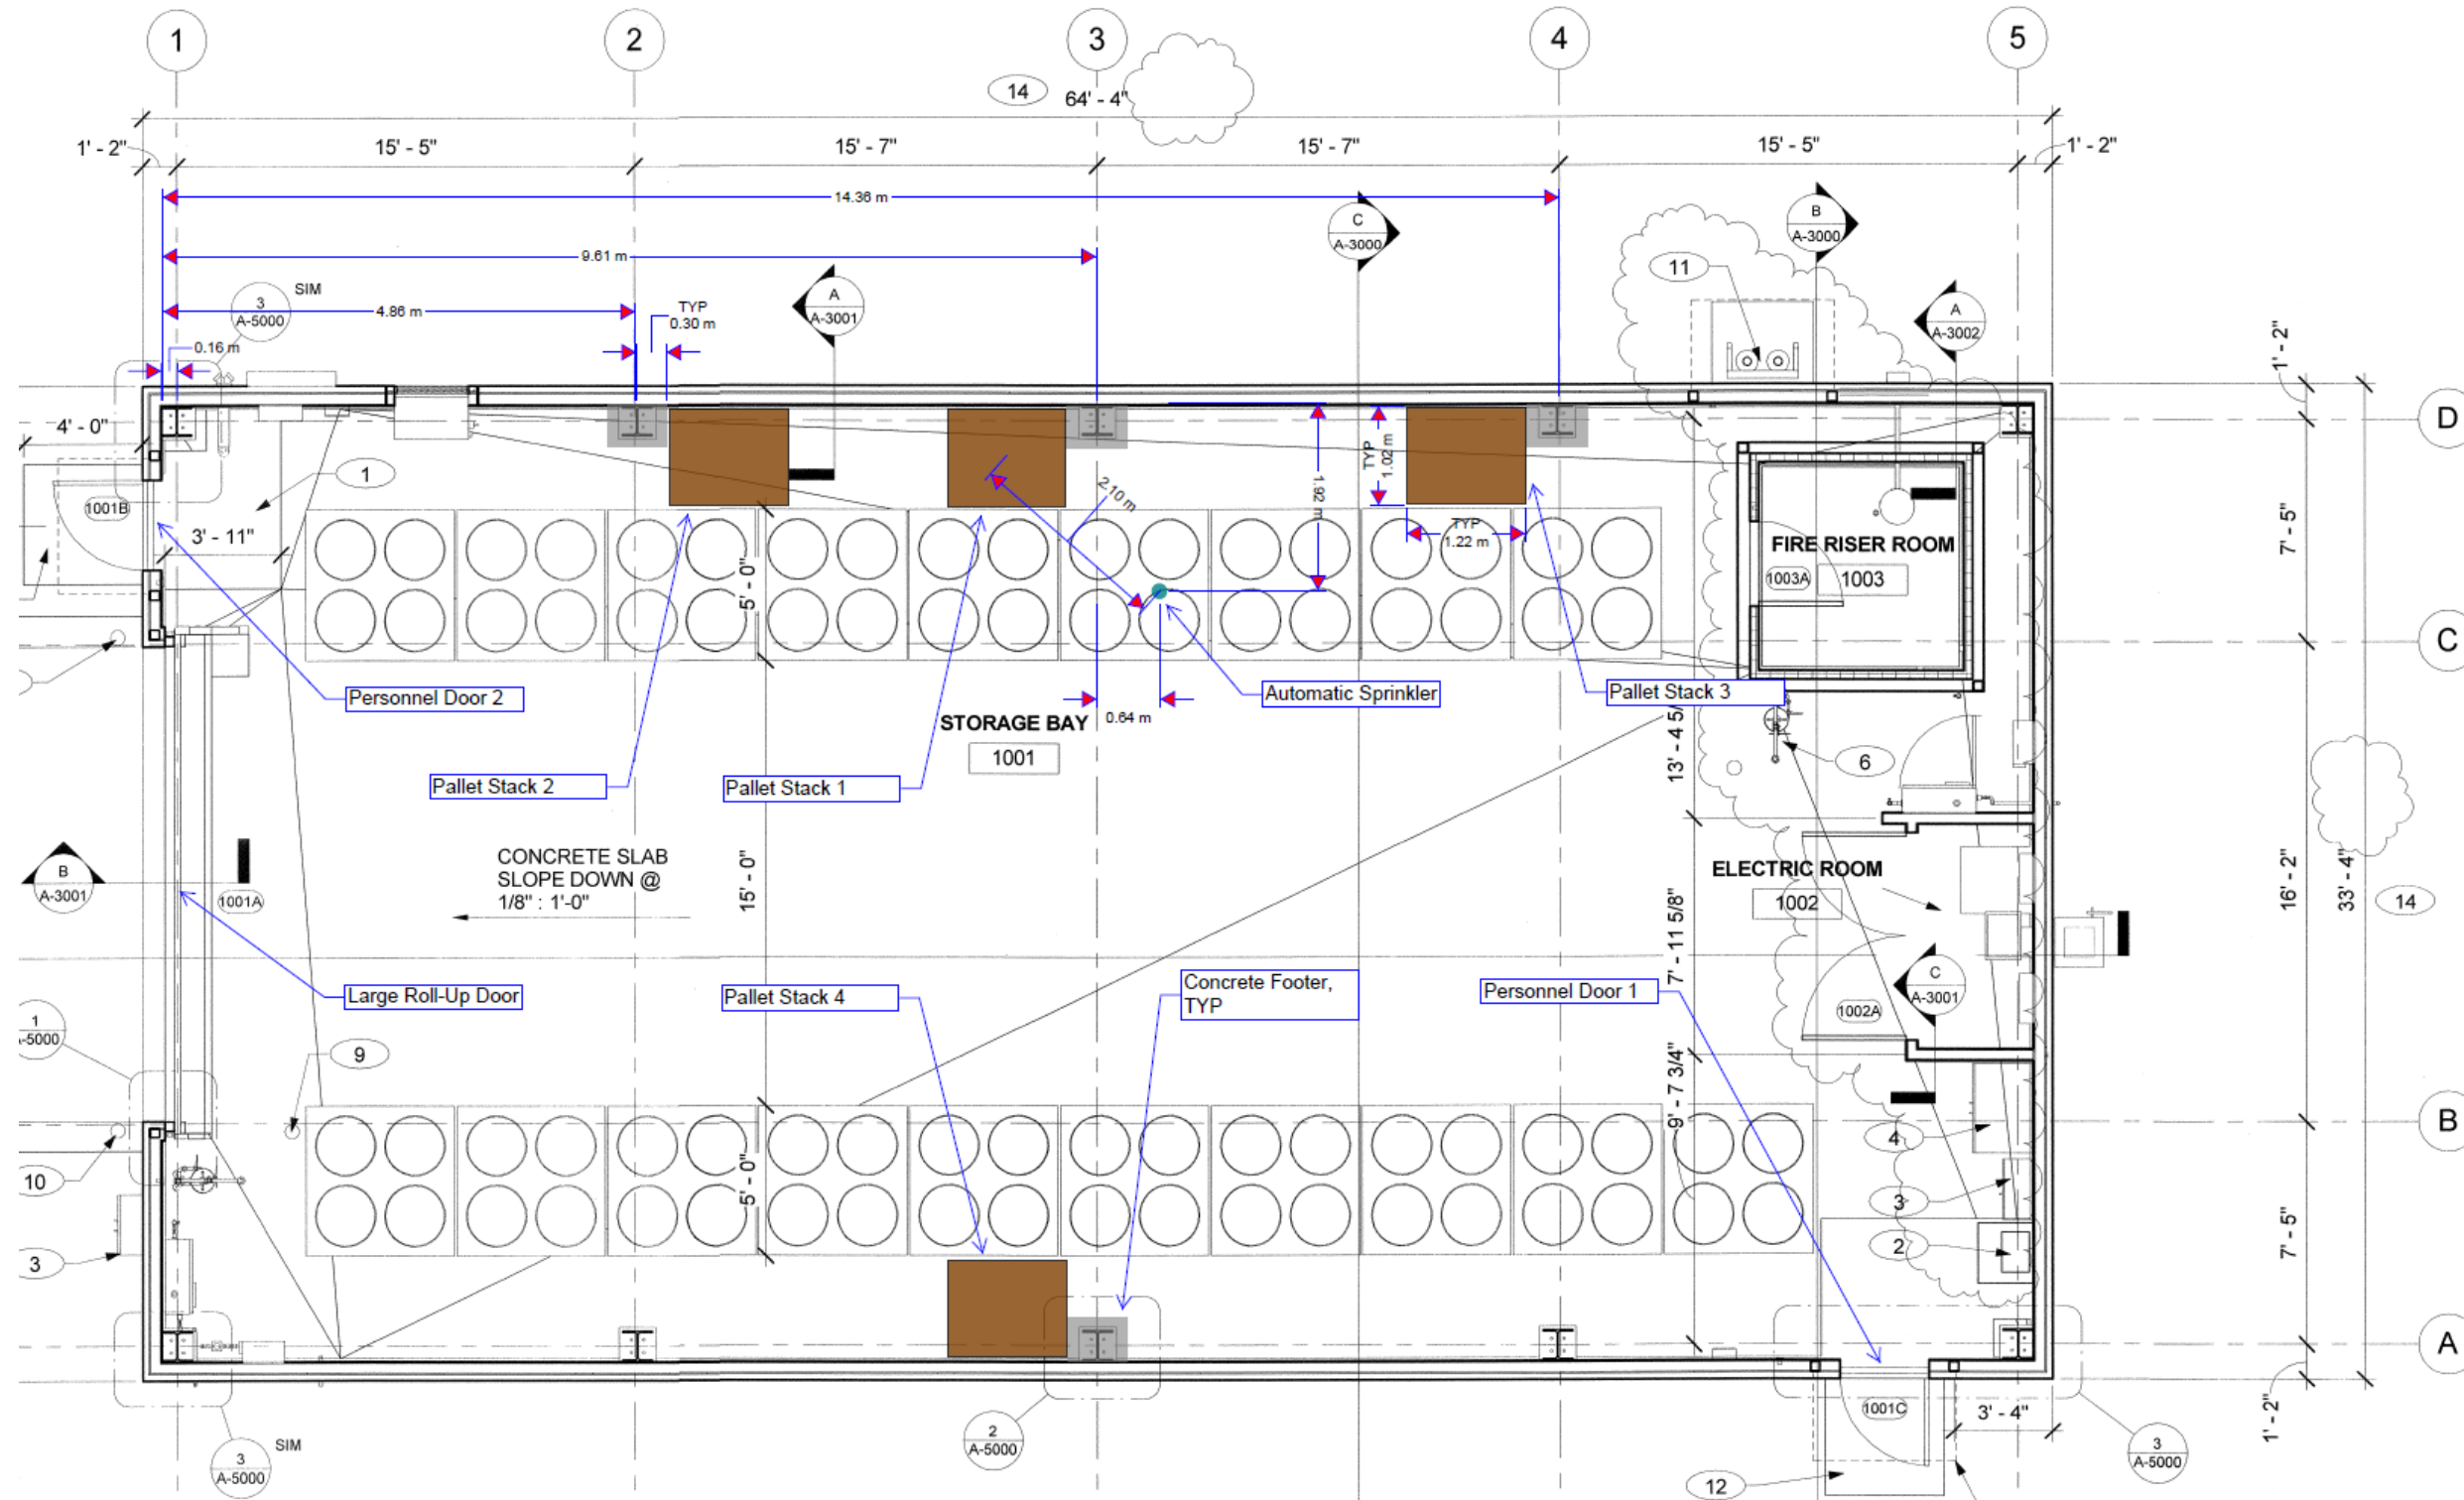 1
2
3
4
5
14
64' - 4"
1' - 2"
15' - 5"
15' - 7"
15' - 7"
15' - 5"
1' - 2"
14.36 m
C
A-3000
B
A-3000
9.61 m
11
3
A-5000
SIM
4.86 m
TYP
0.30 m
A
A-3001
A
A-3002
0.16 m
1' - 2"
4' - 0"
D
1
TYP
1.02 m
1.92 m
2.10 m
1001B
3' - 11"
TYP
1.22 m
5' - 0"
FIRE RISER ROOM
1003A
1003
7' - 5"
C
Personnel Door 2
Automatic Sprinkler
Pallet Stack 3
0.64 m
STORAGE BAY
1001
13' - 4 5/
6
Pallet Stack 2
Pallet Stack 1
CONCRETE SLAB
SLOPE DOWN @
1/8" : 1'-0"
15' - 0"
B
A-3001
1001A
ELECTRIC ROOM
1002
7' - 11 5/8"
16' - 2"
33' - 4"
14
Large Roll-Up Door
Pallet Stack 4
Concrete Footer,
TYP
Personnel Door 1
C
A-3001
1002A
1
-5000
9
9' - 7 3/4"
B
10
4
5' - 0"
3
3
2
7' - 5"
A
1001C
3' - 4"
1' - 2"
2
A-5000
3
A-5000
SIM
3
A-5000
12